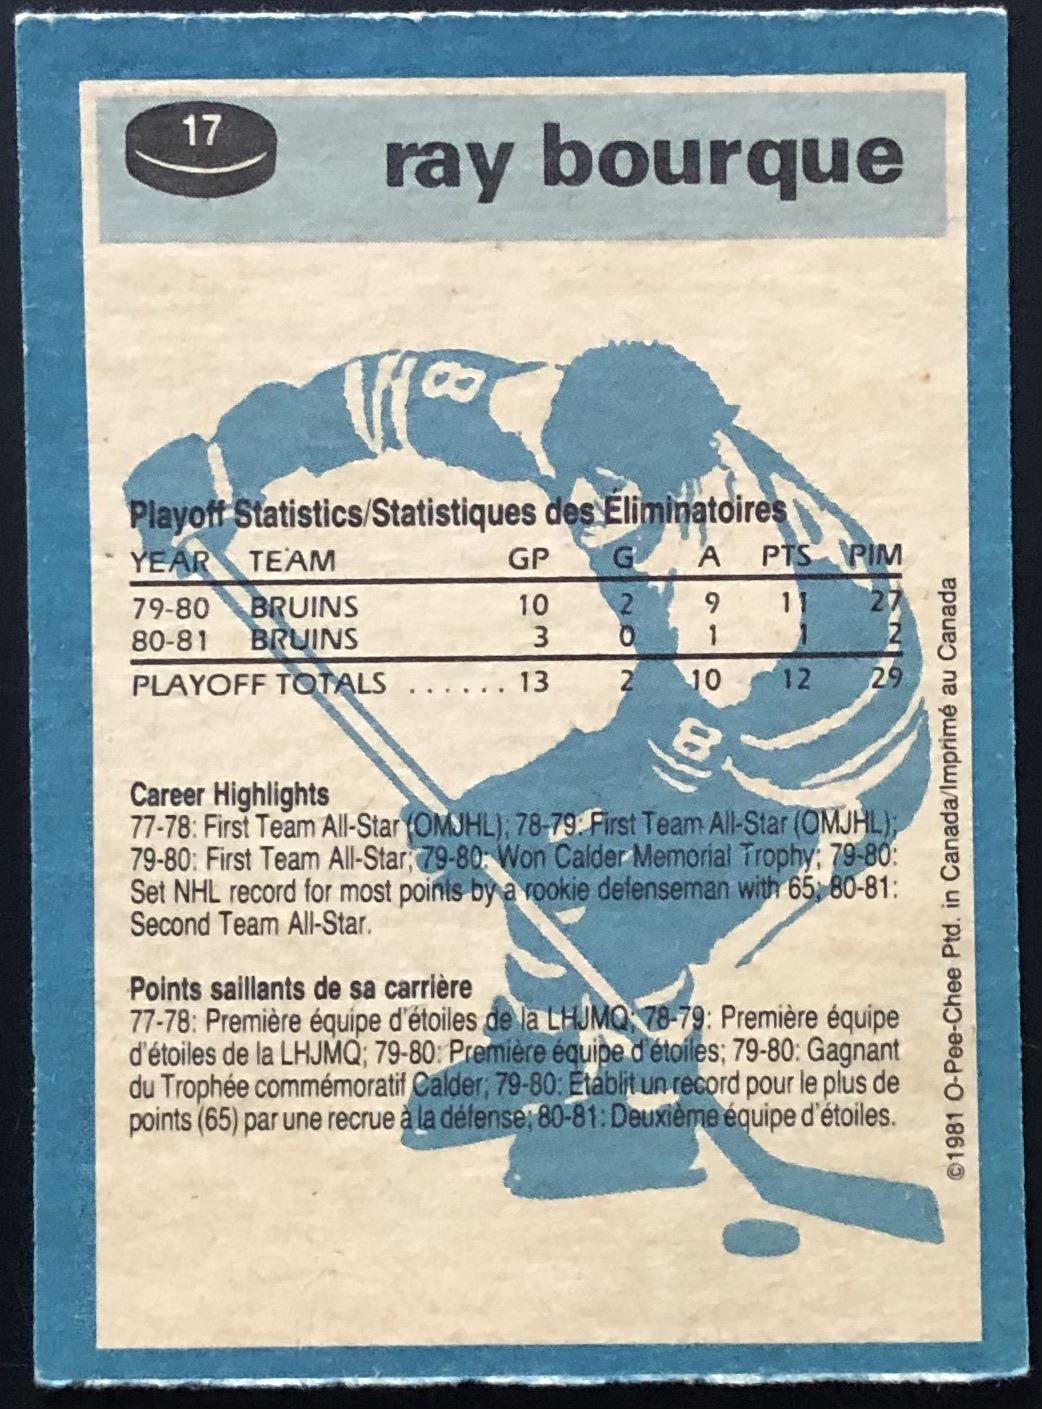 17
ray bourque
8
Playoff Statistics/Statistiques des Éliminatoires
YEAR TEAM GP G A PTS PIM
79-80 BRUINS 10 2 9 11 27
80-81 BRUINS 3 0 1 1 2
PLAYOFF TOTALS ...... 13 2 10 12 29
8
Career Highlights
77-78: First Team All-Star (OMJHL); 78-79: First Team All-Star (OMJHL);
79-80: First Team All-Star; 79-80: Won Calder Memorial Trophy; 79-80:
Set NHL record for most points by a rookie defenseman with 65; 80-81:
Second Team All-Star.
Points saillants de sa carrière
77-78: Première équipe d'étoiles de la LHJMQ; 78-79: Première équipe
d'étoiles de la LHJMQ; 79-80: Première équipe d'étoiles; 79-80: Gagnant
du Trophée commémoratif Calder; 79-80: Etablit un record pour le plus de
points (65) par une recrue à la défense; 80-81: Deuxième équipe d'étoiles.
©1981 O-Pee-Chee Ptd. in Canada/Imprimé au Canada